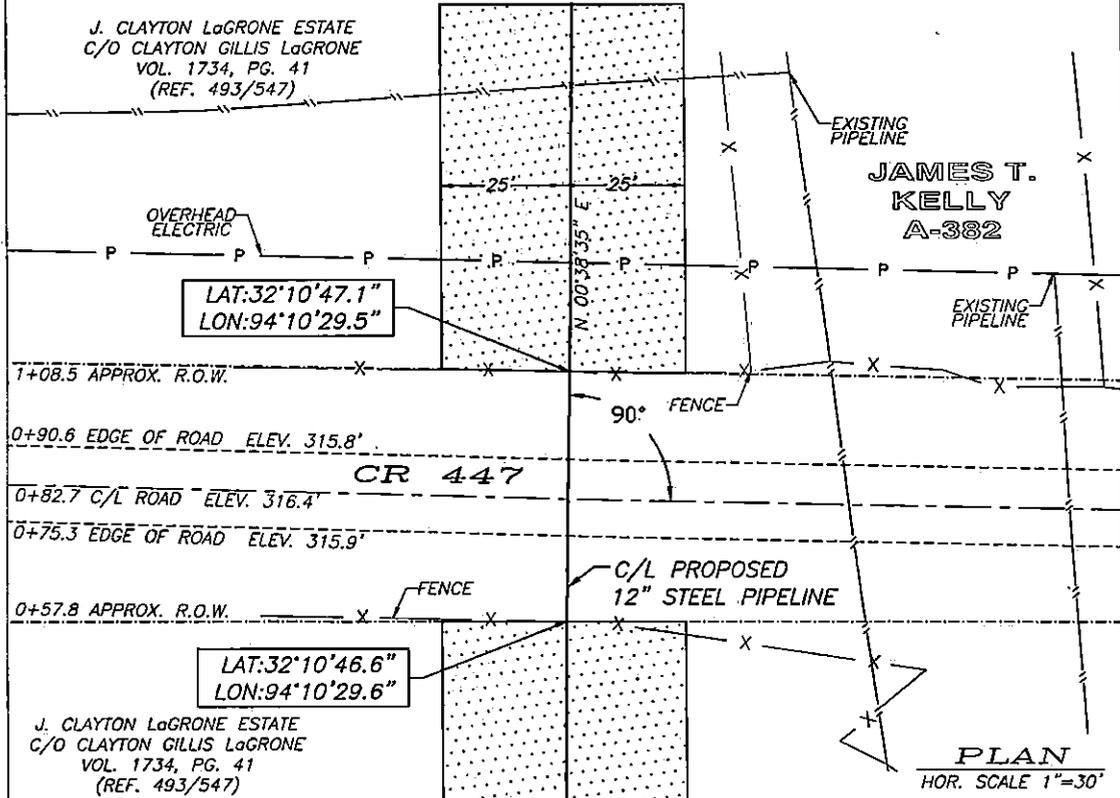 J. CLAYTON LaGRONE ESTATE
C/O CLAYTON GILLIS LaGRONE
VOL. 1734, PG. 41
(REF. 493/547)
EXISTING
PIPELINE
JAMES T.
KELLY
A-382
25' 25'
N 00°38'35" E
OVERHEAD
ELECTRIC
P P P P P P P P
LAT:32°10'47.1"
LON:94°10'29.5"
EXISTING
PIPELINE
1+08.5 APPROX. R.O.W.
90°
FENCE
0+90.6 EDGE OF ROAD ELEV. 315.8'
CR 447
0+82.7 C/L ROAD ELEV. 316.4'
0+75.3 EDGE OF ROAD ELEV. 315.9'
C/L PROPOSED
12" STEEL PIPELINE
FENCE
0+57.8 APPROX. R.O.W.
LAT:32°10'46.6"
LON:94°10'29.6"
J. CLAYTON LaGRONE ESTATE
C/O CLAYTON GILLIS LaGRONE
VOL. 1734, PG. 41
(REF. 493/547)
PLAN
HOR. SCALE 1"=30'